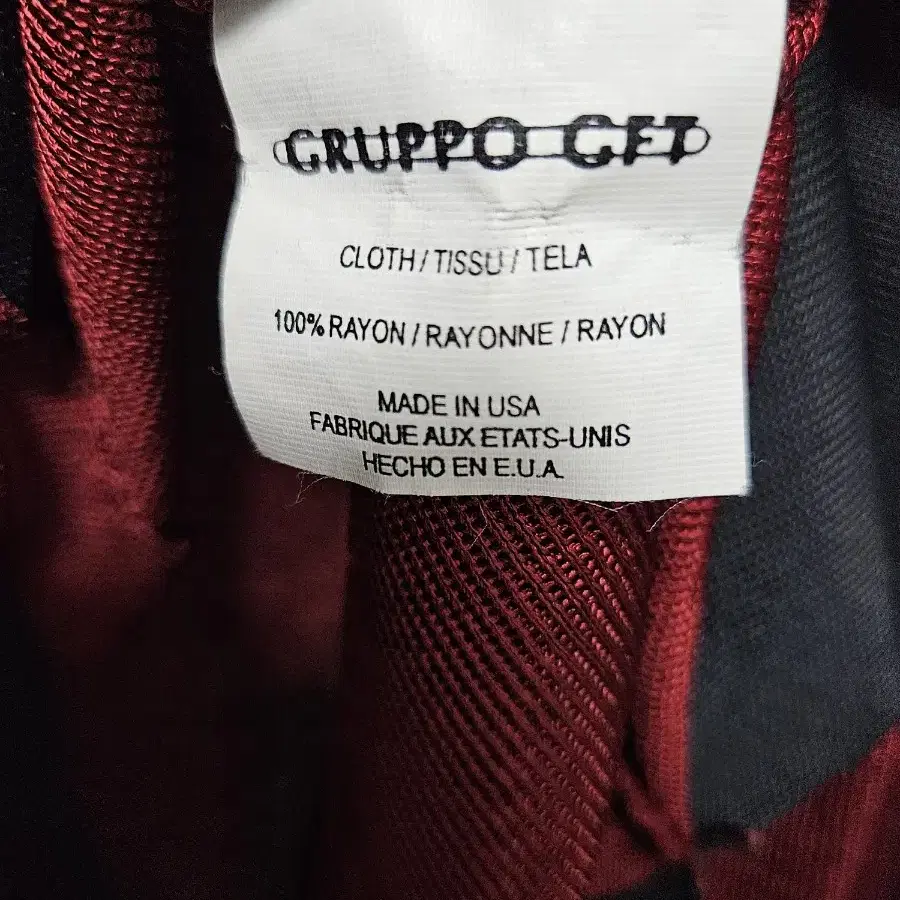 GRUPPO GFT
CLOTH / TISSU / TELA
100% RAYON / RAYONNE / RAYON
MADE IN USA
FABRIQUE AUX ETATS-UNIS
HECHO EN E.U.A.